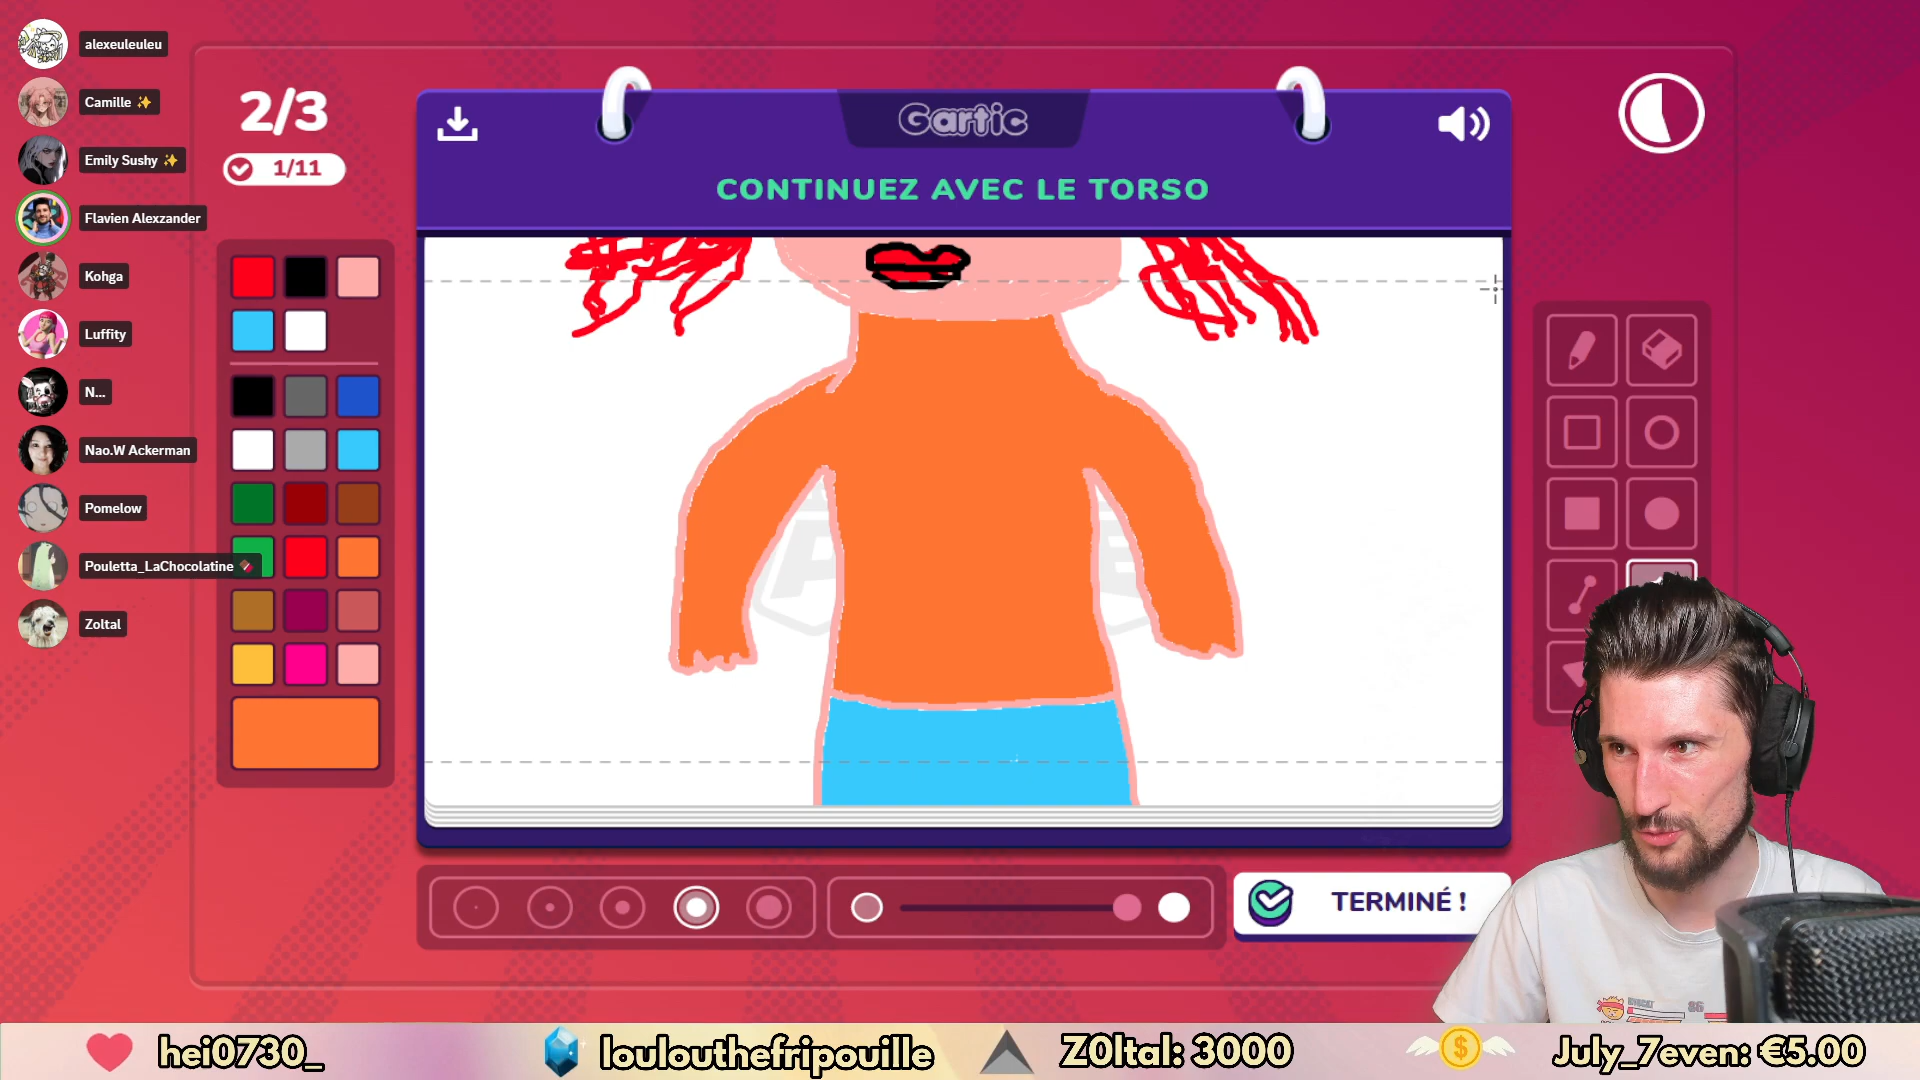 alexeuleuleu
Camille ✨
Emily Sushy ✨
Flavien Alexzander
Kohga
Luffity
N...
Nao.W Ackerman
Pomelow
Pouletta_LaChocolatine
Zoltal
2/3
1/11
Gartic
CONTINUEZ AVEC LE TORSO
TERMINÉ !
hei0730_
loulouthefripouille
Z0ltal: 3000
July_7even: €5.00